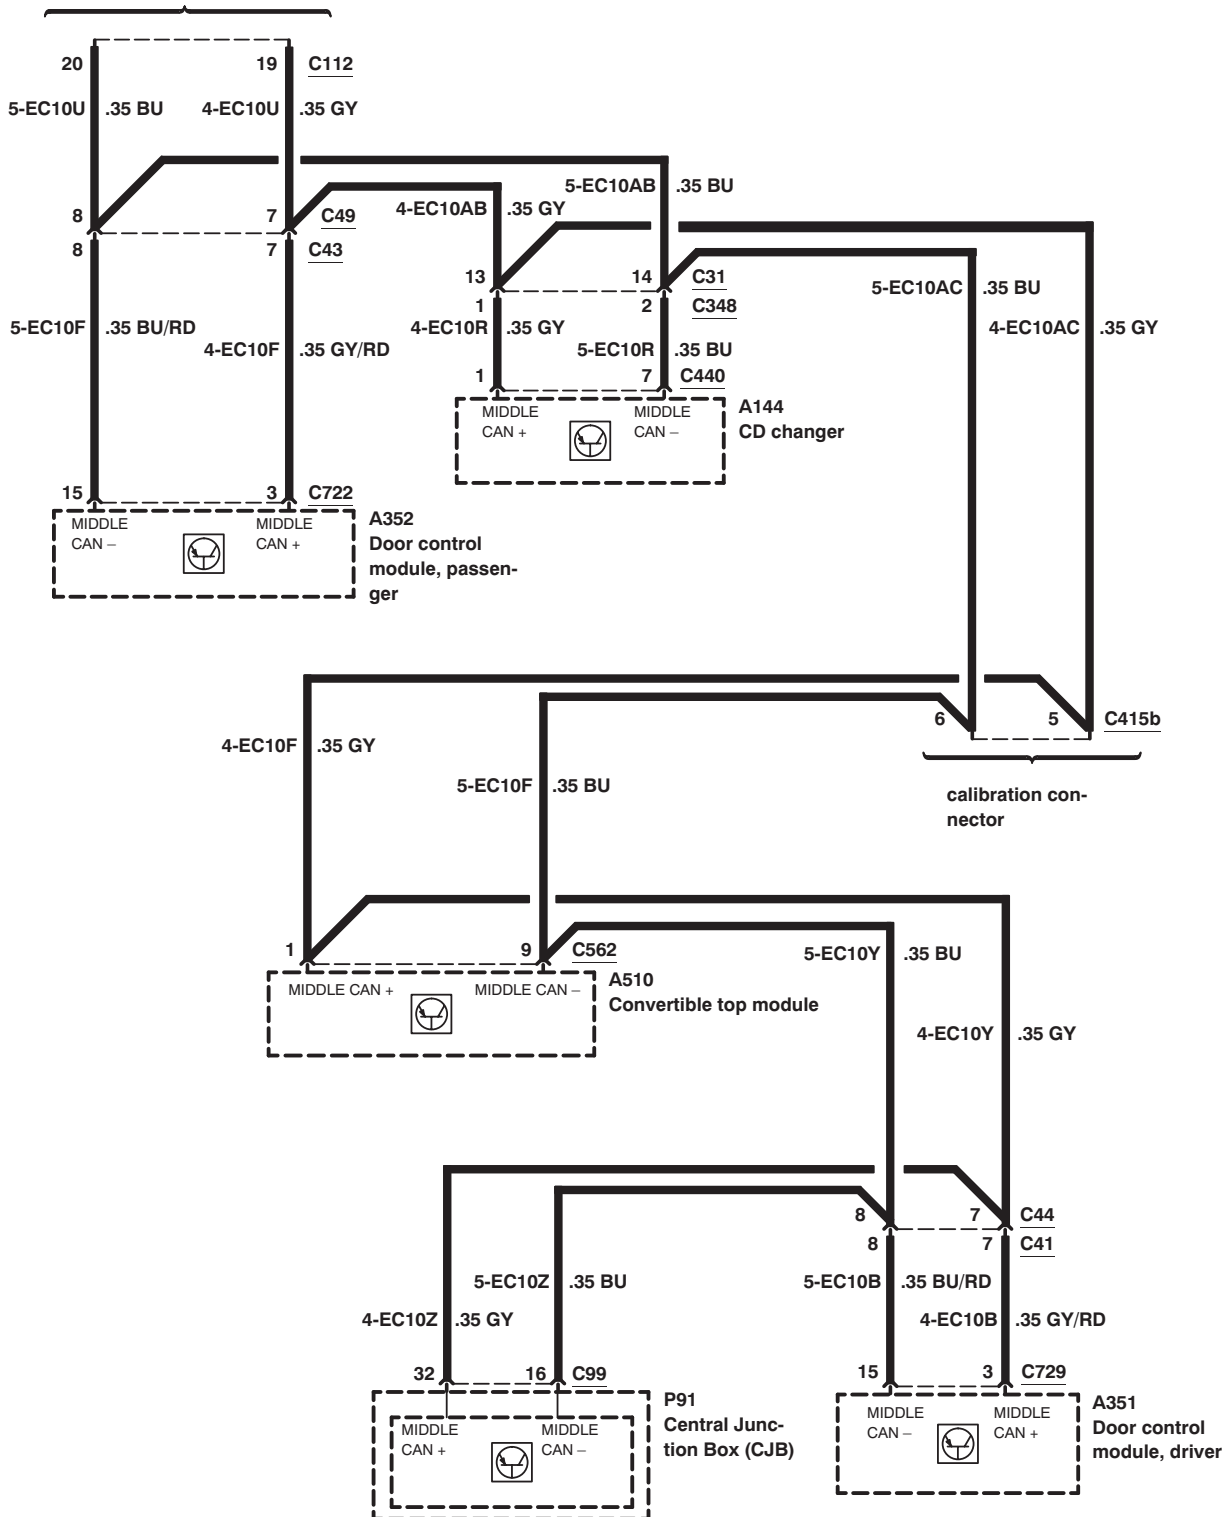 20 19 C112
5-EC10U .35 BU 4-EC10U .35 GY
5-EC10AB .35 BU
4-EC10AB .35 GY
8 7 C49
8 7 C43
13 14 C31
1 2 C348
5-EC10AC .35 BU
4-EC10AC .35 GY
5-EC10F .35 BU/RD
4-EC10F .35 GY/RD
4-EC10R .35 GY
5-EC10R .35 BU
1 7 C440
MIDDLE
CAN +
MIDDLE
CAN –
A144
CD changer
15 3 C722
MIDDLE
CAN –
MIDDLE
CAN +
A352
Door control
module, passen-
ger
6 5 C415b
calibration con-
nector
4-EC10F .35 GY
5-EC10F .35 BU
1 9 C562
MIDDLE CAN + MIDDLE CAN –
A510
Convertible top module
5-EC10Y .35 BU
4-EC10Y .35 GY
8 7 C44
8 7 C41
5-EC10Z .35 BU
4-EC10Z .35 GY
5-EC10B .35 BU/RD
4-EC10B .35 GY/RD
32 16 C99
MIDDLE
CAN +
MIDDLE
CAN –
P91
Central Junc-
tion Box (CJB)
15 3 C729
MIDDLE
CAN –
MIDDLE
CAN +
A351
Door control
module, driver